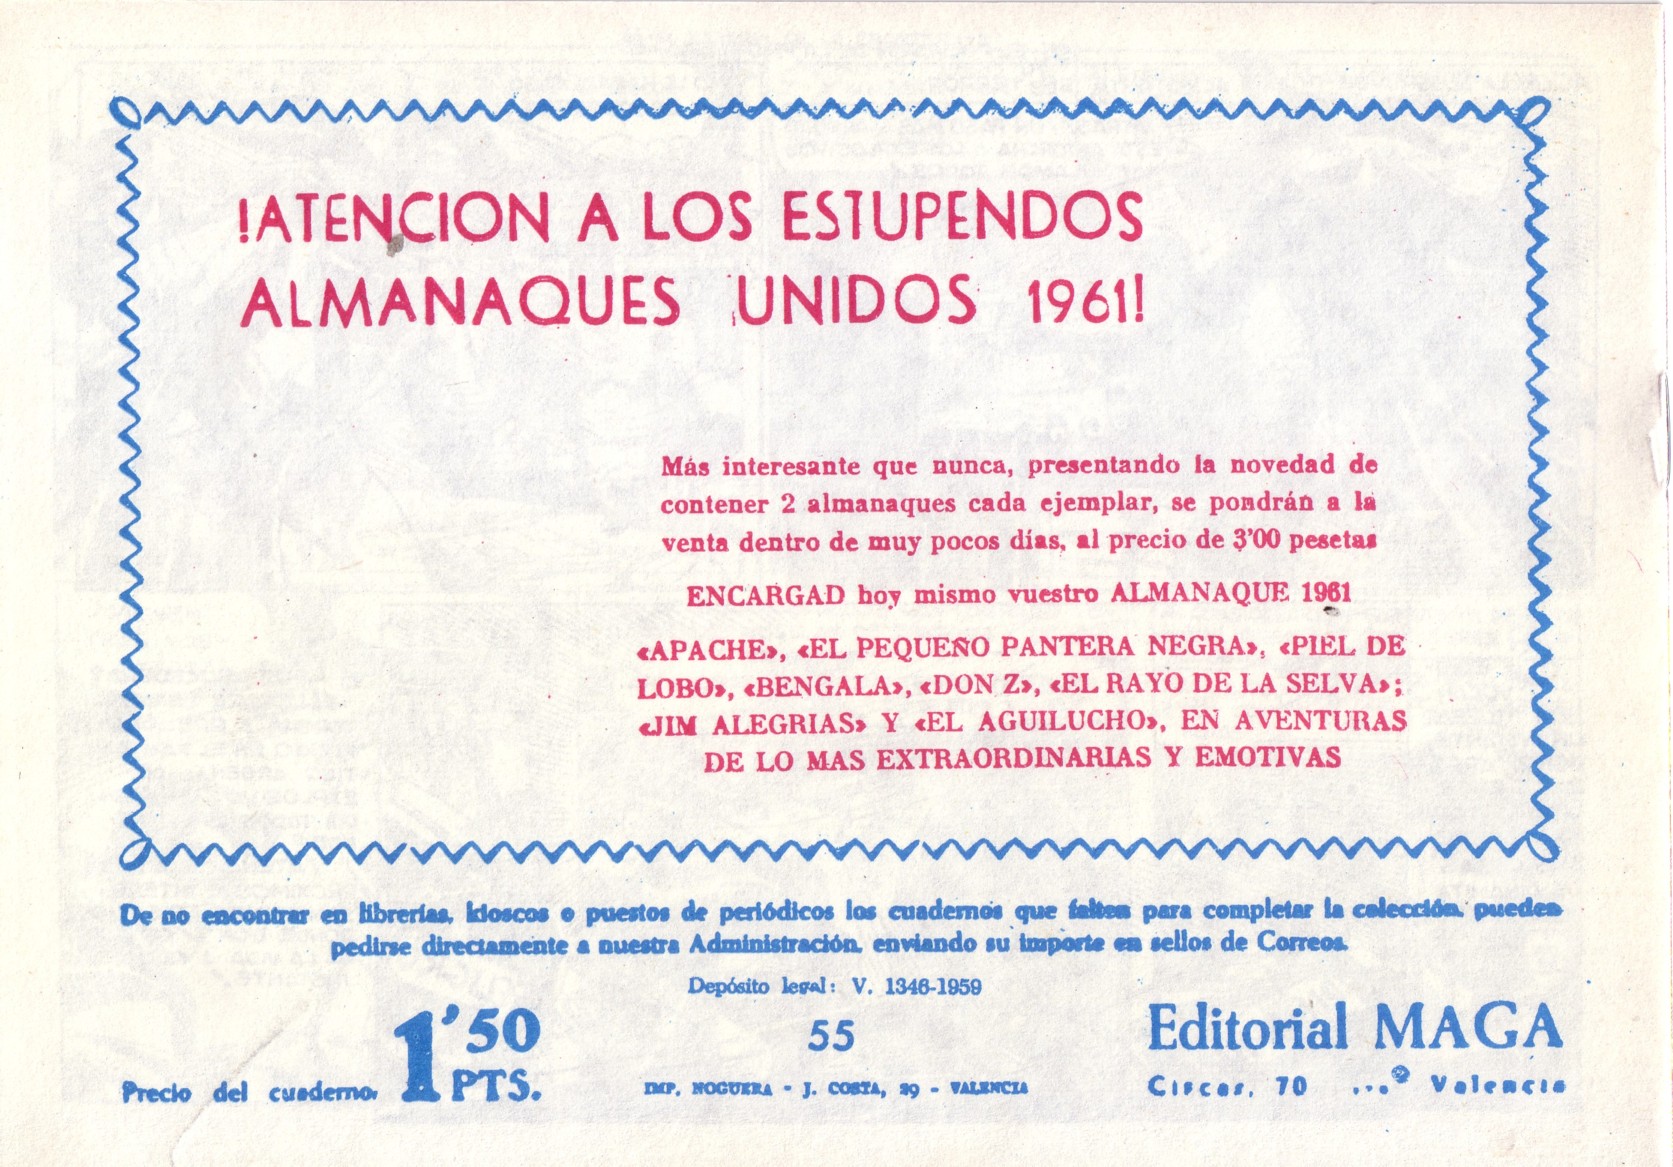 !ATENCION A LOS ESTUPENDOS
ALMANAQUES UNIDOS 1961!
Más interesante que nunca, presentando la novedad de
contener 2 almanaques cada ejemplar, se pondrán a la
venta dentro de muy pocos días, al precio de 3'00 pesetas
ENCARGAD hoy mismo vuestro ALMANAQUE 1961
«APACHE», «EL PEQUEÑO PANTERA NEGRA», «PIEL DE
LOBO», «BENGALA», «DON Z», «EL RAYO DE LA SELVA»;
«JIM ALEGRIAS» Y «EL AGUILUCHO», EN AVENTURAS
DE LO MAS EXTRAORDINARIAS Y EMOTIVAS
De no encontrar en librerías, kioscos o puestos de periódicos los cuadernos que falten para completar la colección, pueden
pedirse directamente a nuestra Administración, enviando su importe en sellos de Correos.
Depósito legal: V. 1346-1959
Precio del cuaderno, 1'50 PTS.
55
IMP. NOGUERA - J. COSTA, 29 - VALENCIA
Editorial MAGA
70 ... Valencia